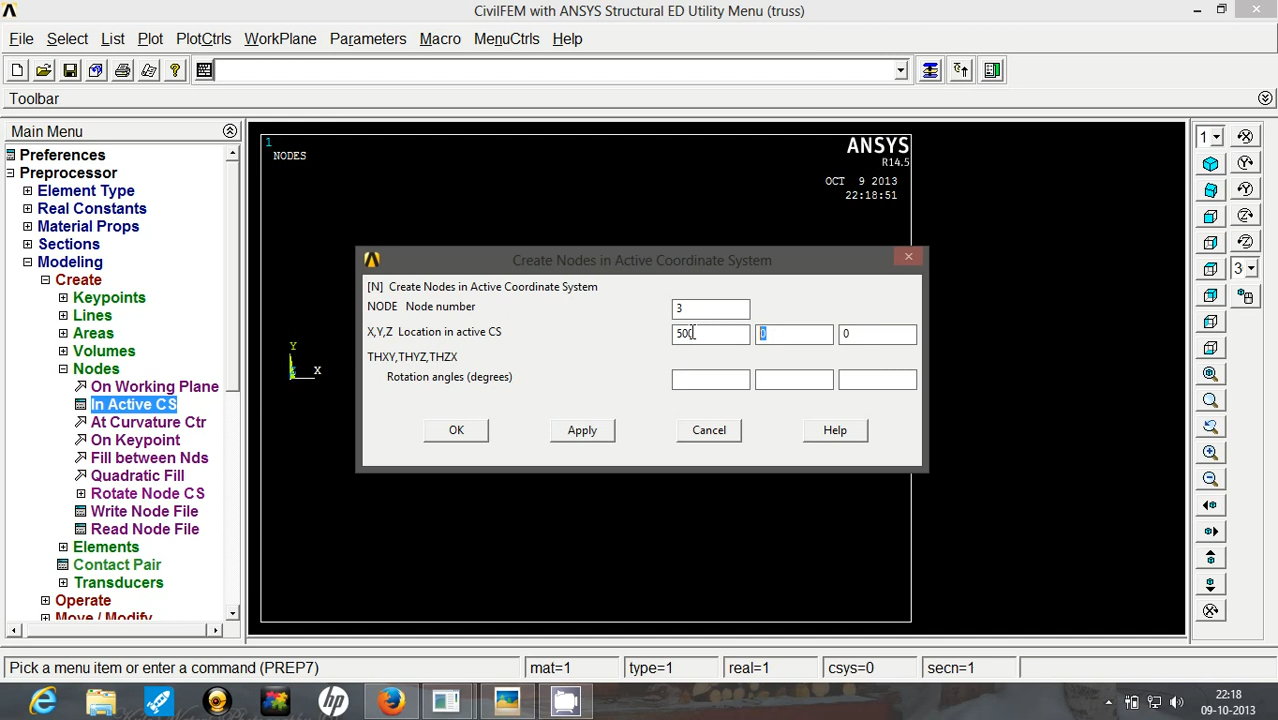 CivilFEM with ANSYS Structural ED Utility Menu (truss)
File Select List Plot PlotCtrls WorkPlane Parameters Macro MenuCtrls Help
Toolbar
Main Menu
Preferences
Preprocessor
Element Type
Real Constants
Material Props
Sections
Modeling
Create
Keypoints
Lines
Areas
Volumes
Nodes
On Working Plane
In Active CS
At Curvature Ctr
On Keypoint
Fill between Nds
Quadratic Fill
Rotate Node CS
Write Node File
Read Node File
Elements
Contact Pair
Transducers
Operate
Move / Modify
1
NODES
ANSYS
R14.5
OCT 9 2013
22:18:51
Y
X
Create Nodes in Active Coordinate System
[N] Create Nodes in Active Coordinate System
NODE Node number 3
X,Y,Z Location in active CS 500 0 0
THXY,THYZ,THZX
Rotation angles (degrees)
OK Apply Cancel Help
1
3
Pick a menu item or enter a command (PREP7) mat=1 type=1 real=1 csys=0 secn=1
22:18
09-10-2013